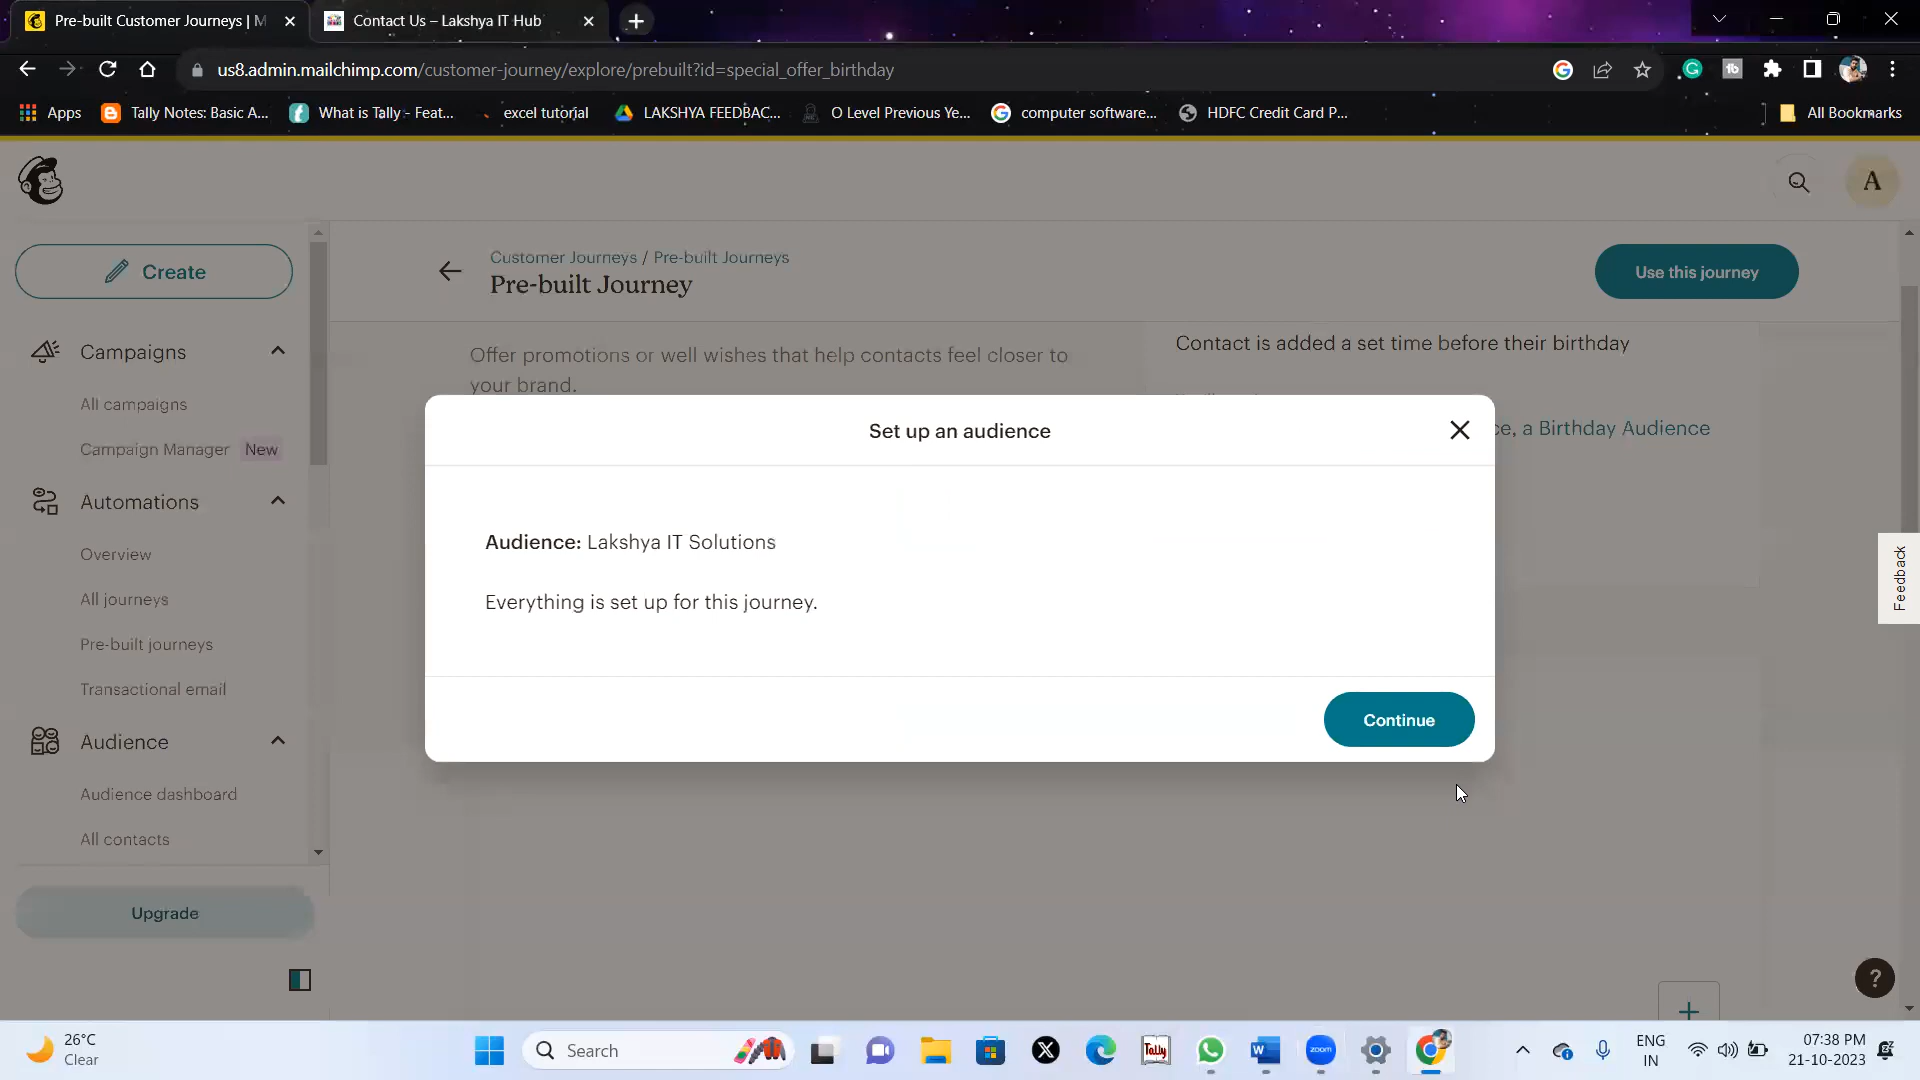 Pre-built Customer Journeys | M
Contact Us – Lakshya IT Hub
us8.admin.mailchimp.com/customer-journey/explore/prebuilt?id=special_offer_birthday
Apps
Tally Notes: Basic A...
What is Tally - Feat...
excel tutorial
LAKSHYA FEEDBAC...
O Level Previous Ye...
computer software...
HDFC Credit Card P...
All Bookmarks
A
Create
Customer Journeys / Pre-built Journeys
Pre-built Journey
Use this journey
Campaigns
All campaigns
Campaign Manager New
Automations
Overview
All journeys
Pre-built journeys
Transactional email
Audience
Audience dashboard
All contacts
Upgrade
Offer promotions or well wishes that help contacts feel closer to
your brand.
Contact is added a set time before their birthday
a Birthday Audience
Set up an audience
Audience: Lakshya IT Solutions
Everything is set up for this journey.
Continue
Feedback
?
26°C
Clear
Search
Tally
zoom
ENG
IN
07:38 PM
21-10-2023